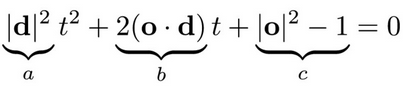 |d|² t² + 2(o · d) t + |o|² − 1 = 0
a b c